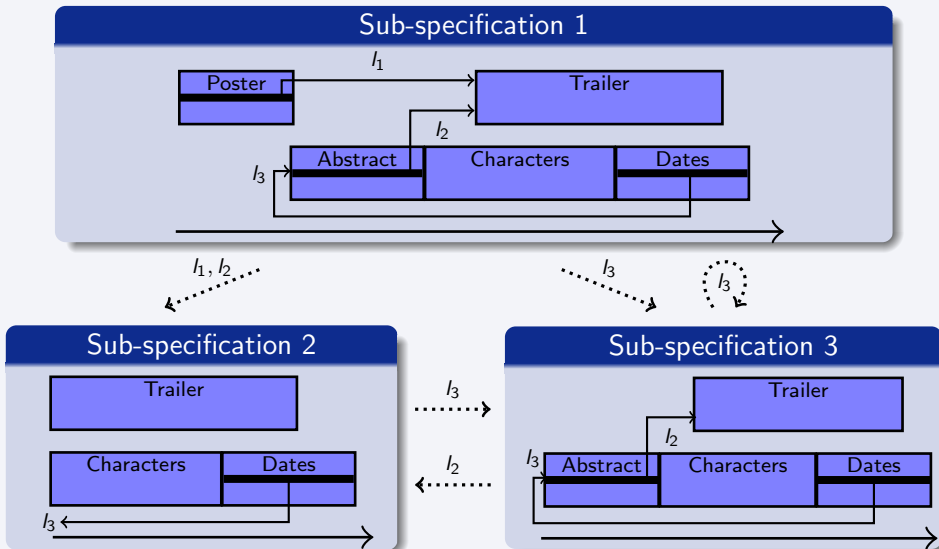 Sub-specification 1
l₁
Poster
Trailer
l₂
Abstract Characters Dates
l₃
l₁, l₂
l₃
l₃
Sub-specification 2
Trailer
Characters Dates
l₃
l₃
l₂
Sub-specification 3
Trailer
l₂
l₃
Abstract Characters Dates